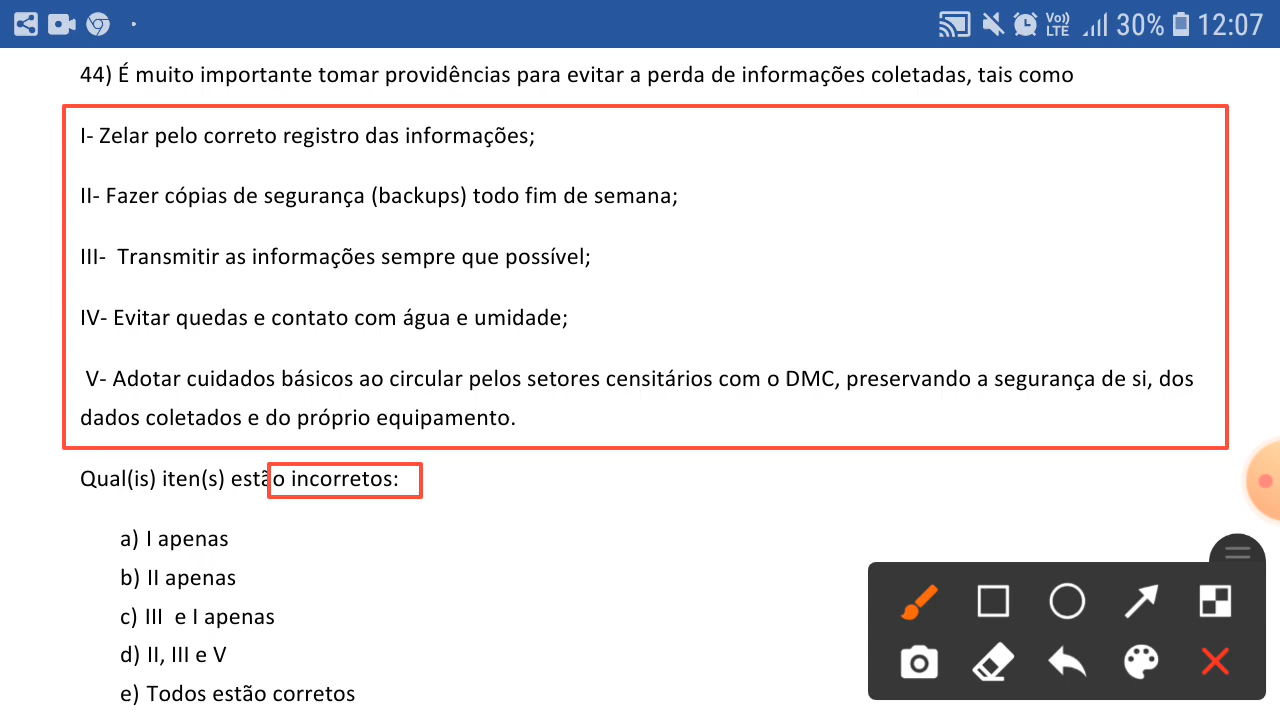 Vo)) LTE 30% 12:07
44) É muito importante tomar providências para evitar a perda de informações coletadas, tais como
I- Zelar pelo correto registro das informações;
II- Fazer cópias de segurança (backups) todo fim de semana;
III-  Transmitir as informações sempre que possível;
IV- Evitar quedas e contato com água e umidade;
V- Adotar cuidados básicos ao circular pelos setores censitários com o DMC, preservando a segurança de si, dos
dados coletados e do próprio equipamento.
Qual(is) iten(s) estão incorretos:
a) I apenas
b) II apenas
c) III  e I apenas
d) II, III e V
e) Todos estão corretos